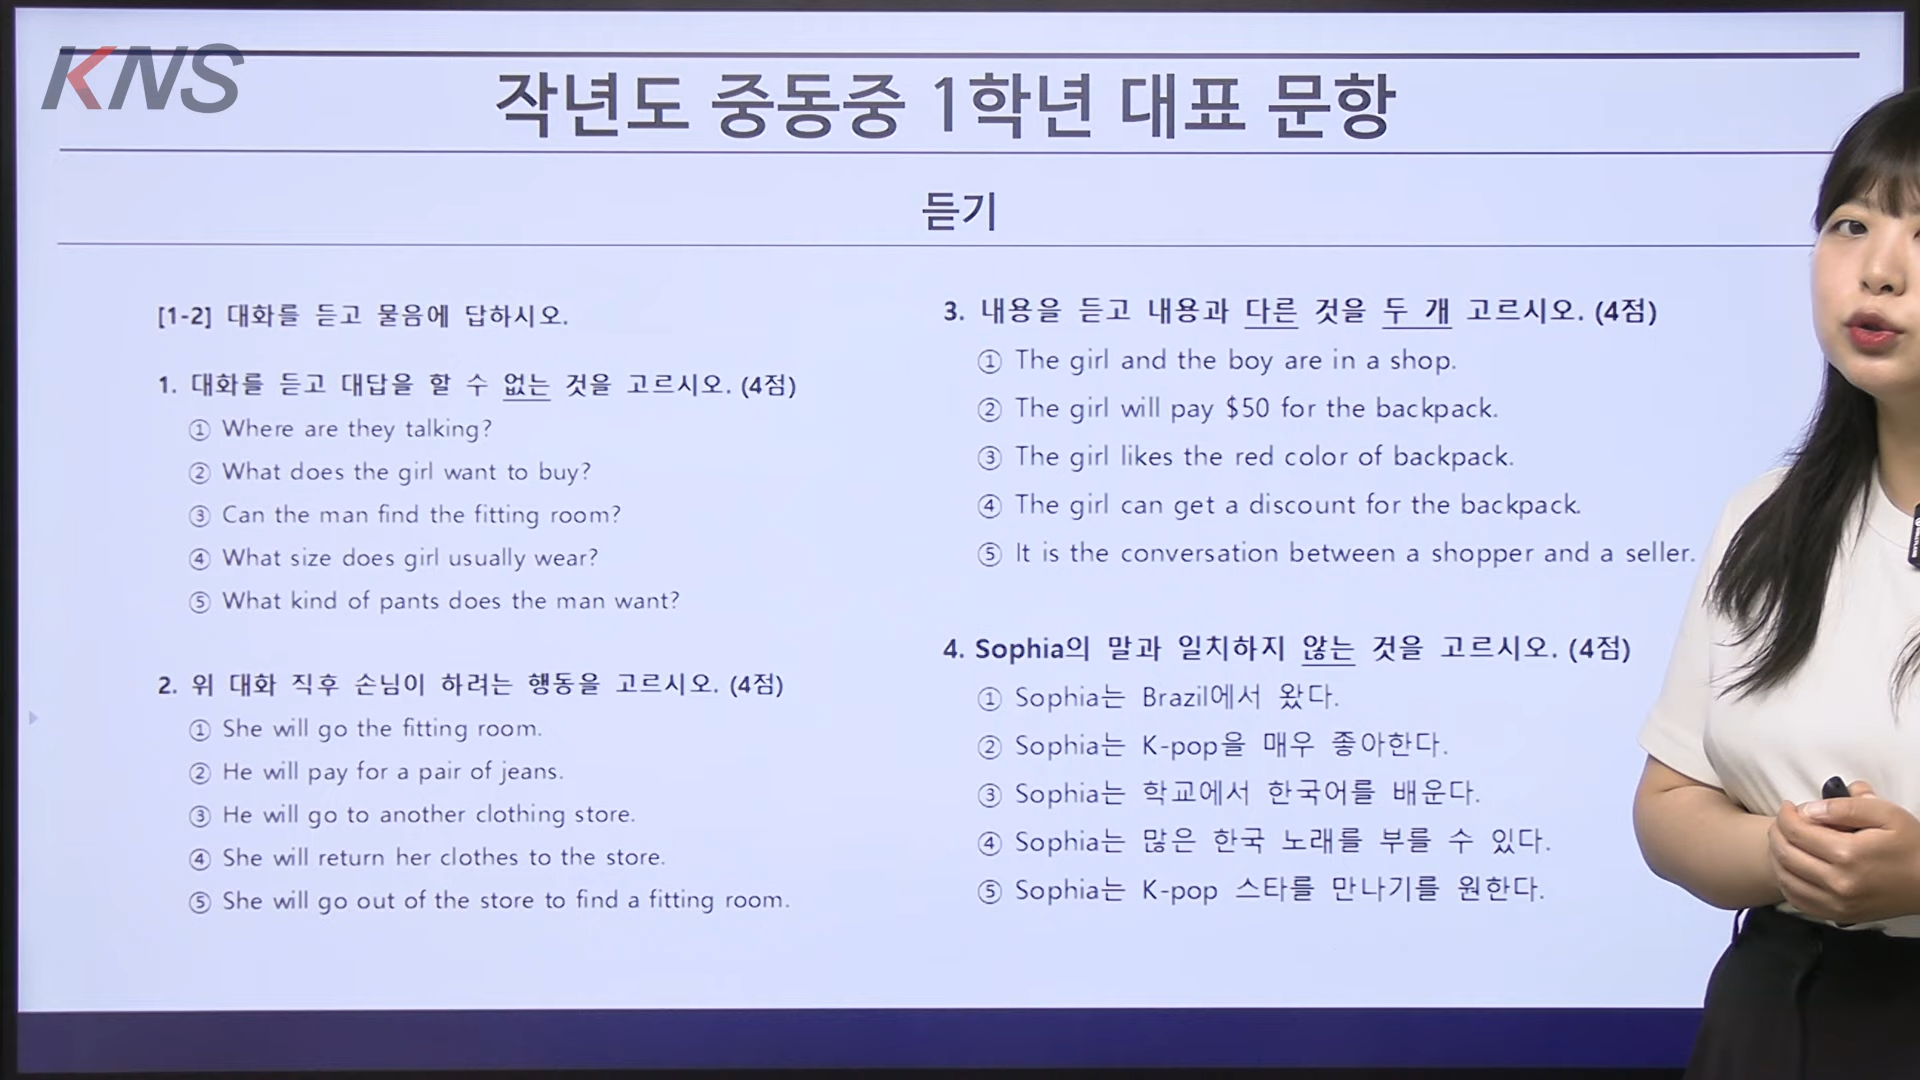 KNS
작년도 중동중 1학년 대표 문항
듣기
[1-2] 대화를 듣고 물음에 답하시오.
1. 대화를 듣고 대답을 할 수 없는 것을 고르시오. (4점)
① Where are they talking?
② What does the girl want to buy?
③ Can the man find the fitting room?
④ What size does girl usually wear?
⑤ What kind of pants does the man want?
2. 위 대화 직후 손님이 하려는 행동을 고르시오. (4점)
① She will go the fitting room.
② He will pay for a pair of jeans.
③ He will go to another clothing store.
④ She will return her clothes to the store.
⑤ She will go out of the store to find a fitting room.
3. 내용을 듣고 내용과 다른 것을 두 개 고르시오. (4점)
① The girl and the boy are in a shop.
② The girl will pay $50 for the backpack.
③ The girl likes the red color of backpack.
④ The girl can get a discount for the backpack.
⑤ It is the conversation between a shopper and a seller.
4. Sophia의 말과 일치하지 않는 것을 고르시오. (4점)
① Sophia는 Brazil에서 왔다.
② Sophia는 K-pop을 매우 좋아한다.
③ Sophia는 학교에서 한국어를 배운다.
④ Sophia는 많은 한국 노래를 부를 수 있다.
⑤ Sophia는 K-pop 스타를 만나기를 원한다.